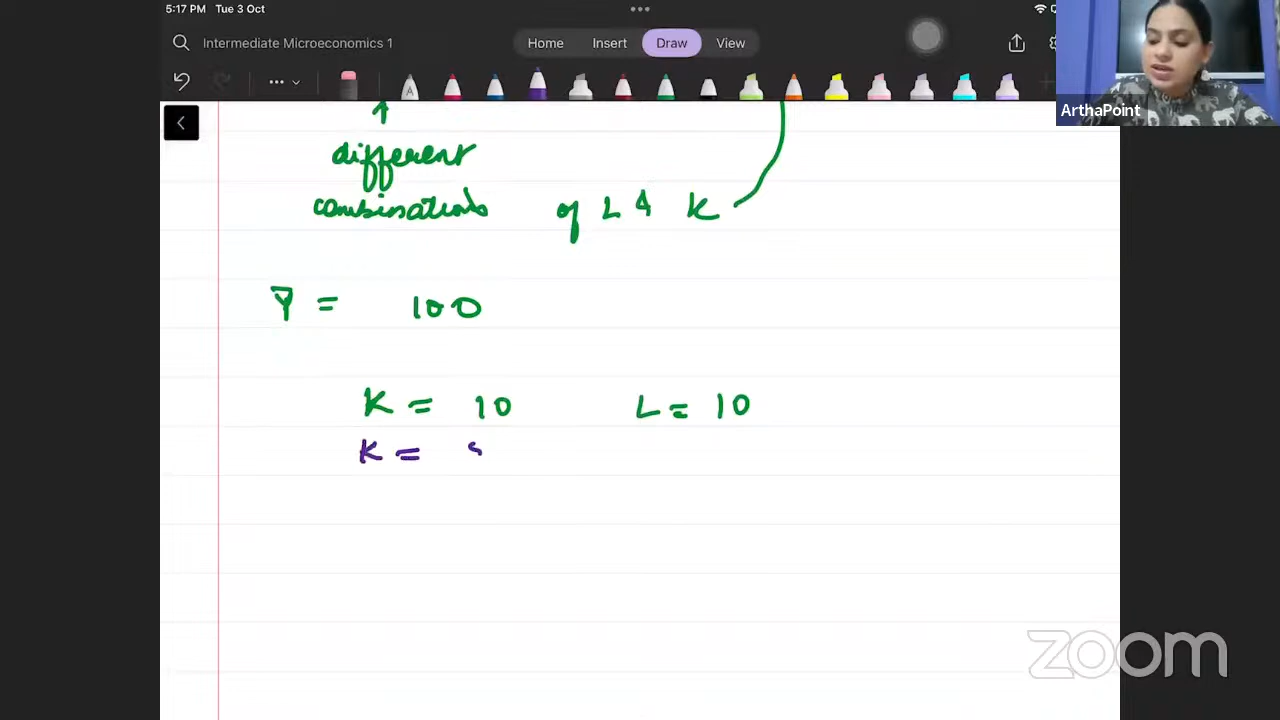 5:17 PM Tue 3 Oct
Intermediate Microeconomics 1
Home Insert Draw View
ArthaPoint
different
combinations of L & K
Ȳ = 100
K = 10 L = 10
K =
zoom